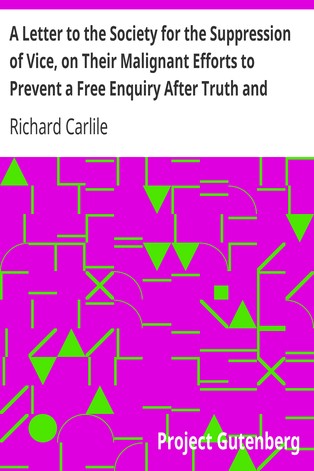 A Letter to the Society for the Suppression
of Vice, on Their Malignant Efforts to
Prevent a Free Enquiry After Truth and
Richard Carlile
Project Gutenberg